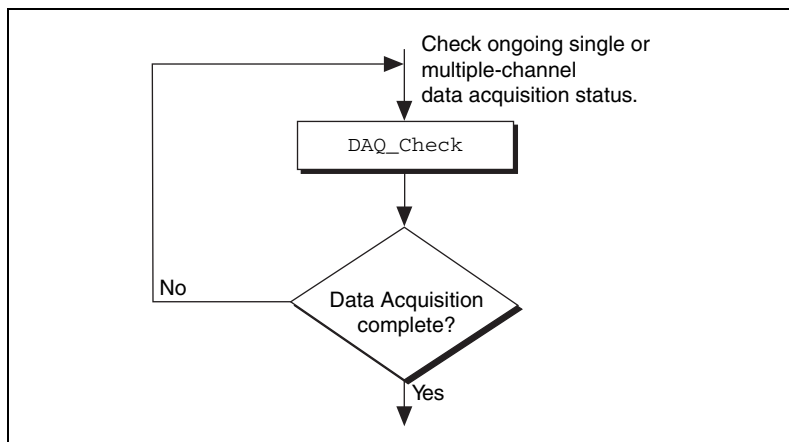 Check ongoing single or
multiple-channel
data acquisition status.
DAQ_Check
No
Data Acquisition
complete?
Yes